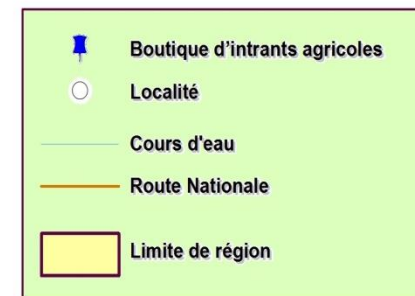 Boutique d'intrants agricoles
Localité
Cours d'eau
Route Nationale
Limite de région